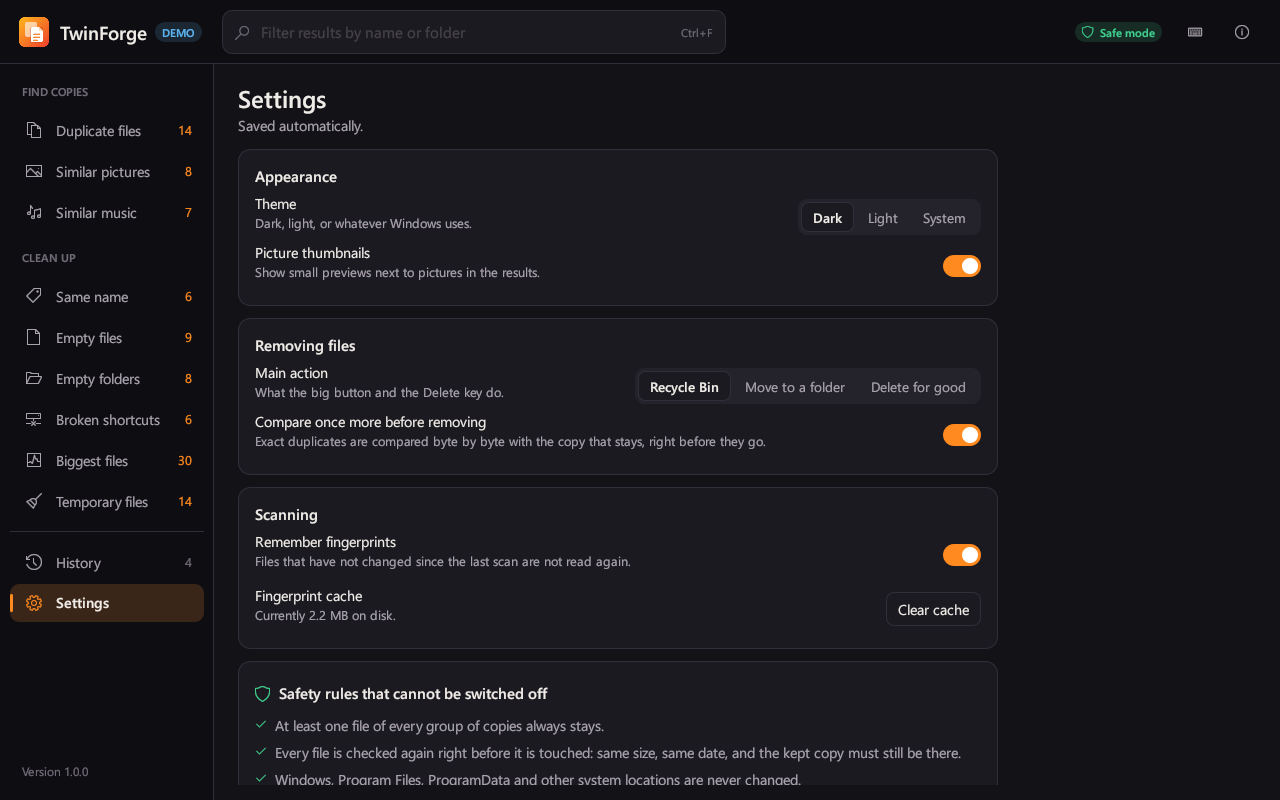 TwinForge DEMO
Filter results by name or folder Ctrl+F
Safe mode
FIND COPIES
Duplicate files 14
Similar pictures 8
Similar music 7
CLEAN UP
Same name 6
Empty files 9
Empty folders 8
Broken shortcuts 6
Biggest files 30
Temporary files 14
History 4
Settings
Version 1.0.0
Settings
Saved automatically.
Appearance
Theme
Dark, light, or whatever Windows uses.
Dark Light System
Picture thumbnails
Show small previews next to pictures in the results.
Removing files
Main action
What the big button and the Delete key do.
Recycle Bin Move to a folder Delete for good
Compare once more before removing
Exact duplicates are compared byte by byte with the copy that stays, right before they go.
Scanning
Remember fingerprints
Files that have not changed since the last scan are not read again.
Fingerprint cache
Currently 2.2 MB on disk.
Clear cache
Safety rules that cannot be switched off
At least one file of every group of copies always stays.
Every file is checked again right before it is touched: same size, same date, and the kept copy must still be there.
Windows, Program Files, ProgramData and other system locations are never changed.